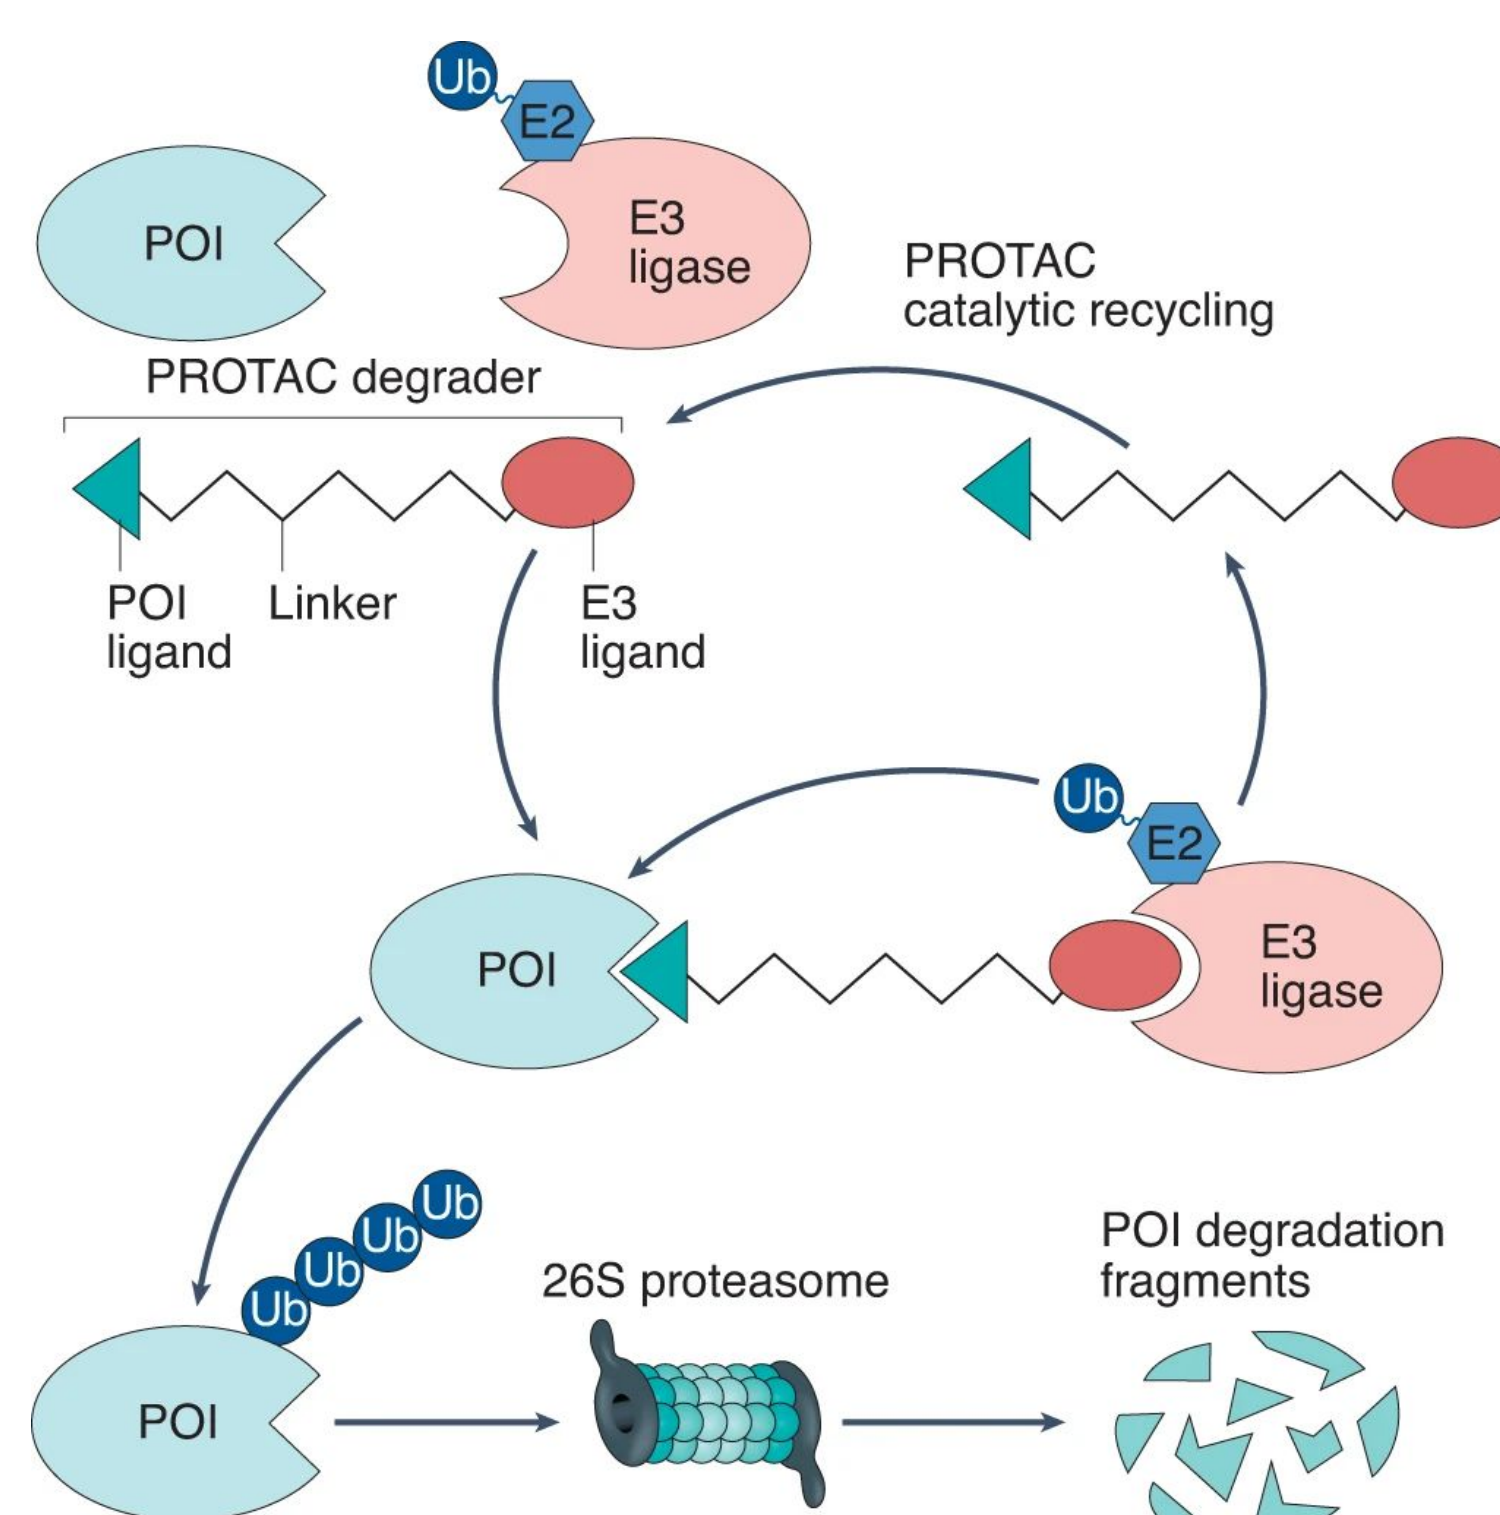 Ub
E2
POI
E3
ligase
PROTAC
catalytic recycling
PROTAC degrader
POI
ligand
Linker
E3
ligand
Ub
E2
POI
E3
ligase
Ub
Ub
Ub
Ub
POI
26S proteasome
POI degradation
fragments